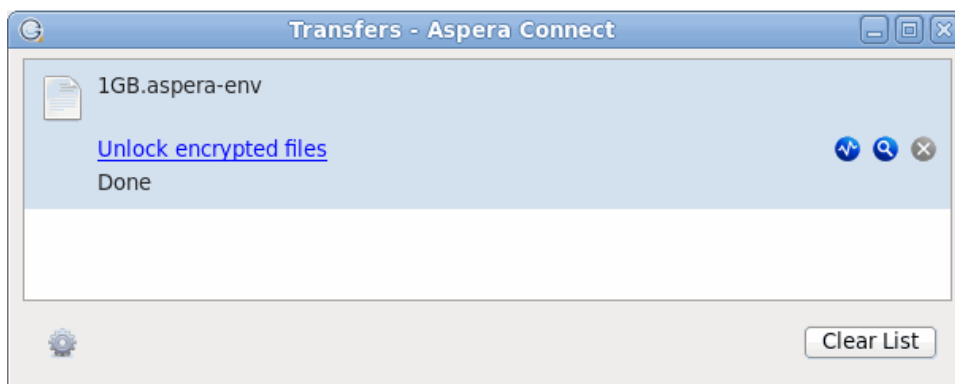 Transfers - Aspera Connect
1GB.aspera-env
Unlock encrypted files
Done
Clear List